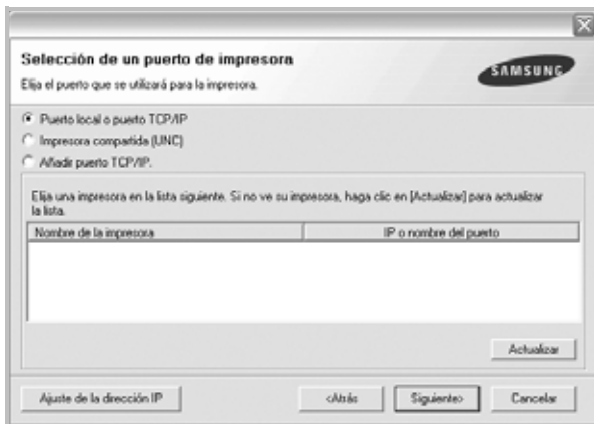 Selección de un puerto de impresora
Elija el puerto que se utilizará para la impresora.
SAMSUNG
Puerto local o puerto TCP/IP
Impresora compartida (UNC)
Añadir puerto TCP/IP.
Elija una impresora en la lista siguiente. Si no ve su impresora, haga clic en [Actualizar] para actualizar
la lista.
Nombre de la impresora IP o nombre del puerto
Actualizar
Ajuste de la dirección IP <Atrás Siguiente> Cancelar